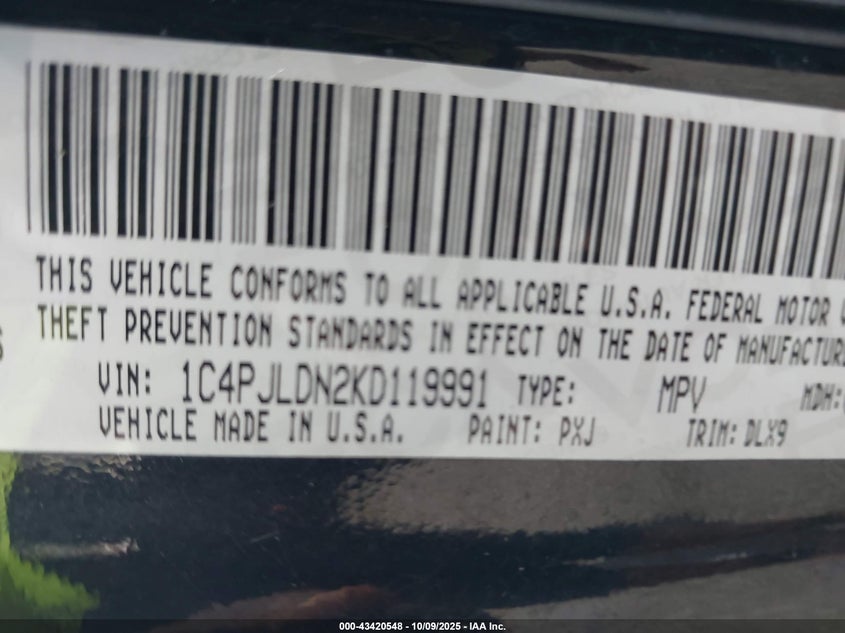 THIS VEHICLE CONFORMS TO ALL APPLICABLE U.S.A. FEDERAL MOTOR
THEFT PREVENTION STANDARDS IN EFFECT ON THE DATE OF MANUFACTURE
VIN: 1C4PJLDN2KD119991 TYPE: MPV MDH:
VEHICLE MADE IN U.S.A. PAINT: PXJ TRIM: DLX9
000-43420548 - 10/09/2025 - IAA Inc.